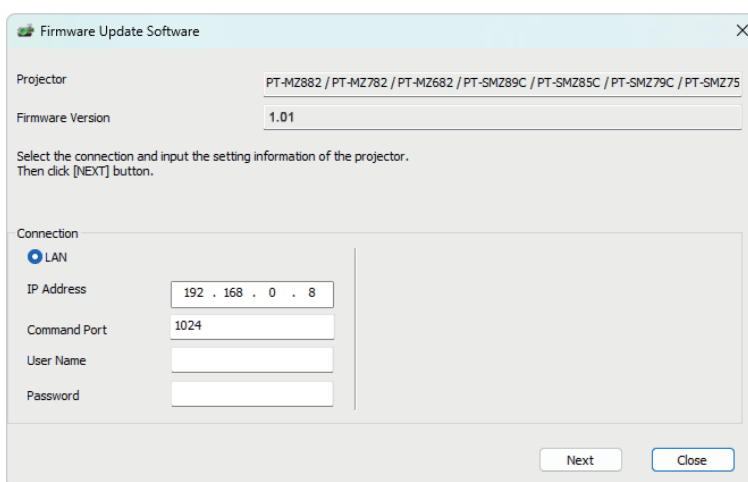 Firmware Update Software
Projector
PT-MZ882 / PT-MZ782 / PT-MZ682 / PT-SMZ89C / PT-SMZ85C / PT-SMZ79C / PT-SMZ75
Firmware Version
1.01
Select the connection and input the setting information of the projector.
Then click [NEXT] button.
Connection
LAN
IP Address
192 . 168 . 0 . 8
Command Port
1024
User Name
Password
Next
Close